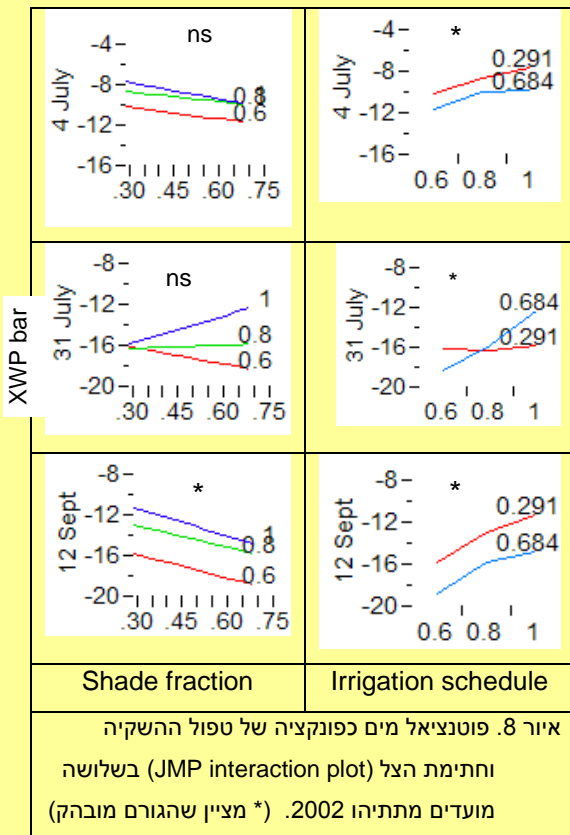 ns
*
-4
-8
-12
-16
4 July
0.8
1
0.6
.30 .45 .60 .75
-4
-8
-12
-16
4 July
0.291
0.684
0.6 0.8 1
XWP bar
ns
*
-8
-12
-16
-20
31 July
1
0.8
0.6
.30 .45 .60 .75
-8
-12
-16
-20
31 July
0.684
0.291
0.6 0.8 1
*
*
-8
-12
-16
-20
12 Sept
1
0.8
0.6
.30 .45 .60 .75
-8
-12
-16
-20
12 Sept
0.291
0.684
0.6 0.8 1
Shade fraction
Irrigation schedule
איור 8. פוטנציאל מים כפונקציה של טפול ההשקיה
וחתימת הצל (JMP interaction plot) בשלושה
מועדים מתתיהו 2002. (* מציין שהגורם מובהק)